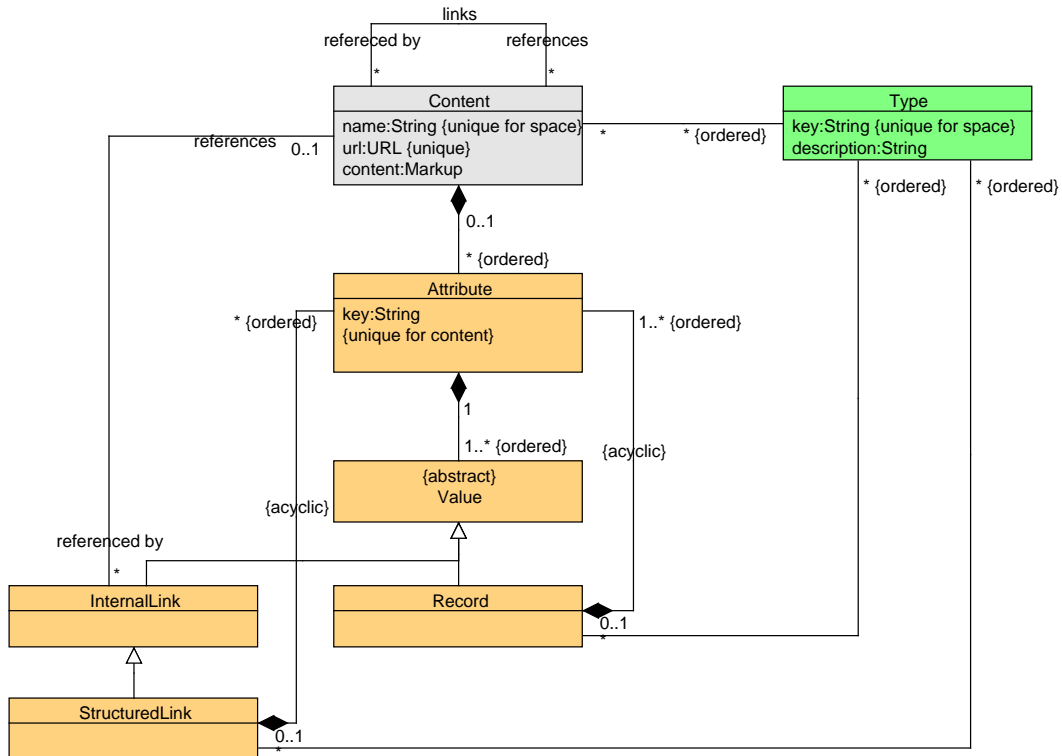 links
refereced by
references
*
*
Content
name:String {unique for space}
url:URL {unique}
content:Markup
Type
key:String {unique for space}
description:String
*
* {ordered}
references
0..1
* {ordered}
* {ordered}
0..1
* {ordered}
Attribute
key:String
{unique for content}
* {ordered}
1..* {ordered}
1
1..* {ordered}
{acyclic}
{abstract}
Value
{acyclic}
referenced by
*
InternalLink
Record
0..1
*
StructuredLink
0..1
*